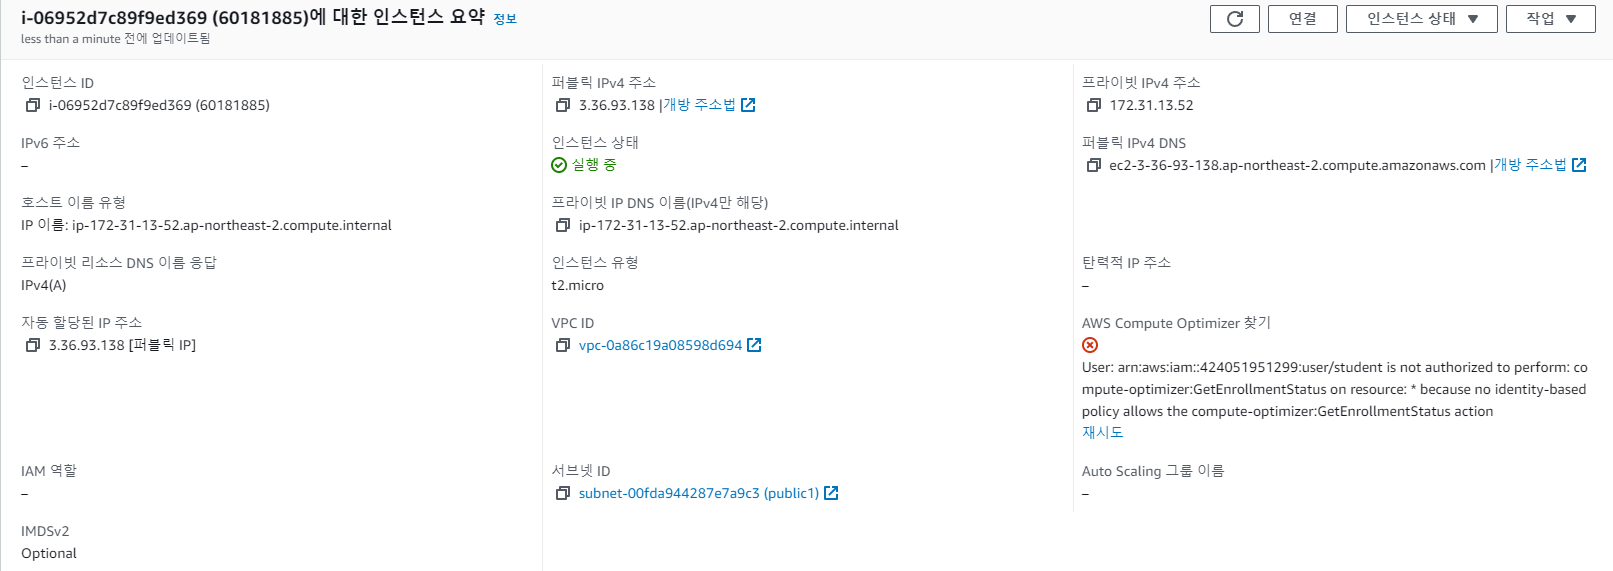 i-06952d7c89f9ed369 (60181885)에 대한 인스턴스 요약 정보
less than a minute 전에 업데이트됨
연결
인스턴스 상태
작업
인스턴스 ID
i-06952d7c89f9ed369 (60181885)
퍼블릭 IPv4 주소
3.36.93.138 |개방 주소법
프라이빗 IPv4 주소
172.31.13.52
IPv6 주소
–
인스턴스 상태
실행 중
퍼블릭 IPv4 DNS
ec2-3-36-93-138.ap-northeast-2.compute.amazonaws.com |개방 주소법
호스트 이름 유형
IP 이름: ip-172-31-13-52.ap-northeast-2.compute.internal
프라이빗 IP DNS 이름(IPv4만 해당)
ip-172-31-13-52.ap-northeast-2.compute.internal
프라이빗 리소스 DNS 이름 응답
IPv4(A)
인스턴스 유형
t2.micro
탄력적 IP 주소
–
자동 할당된 IP 주소
3.36.93.138 [퍼블릭 IP]
VPC ID
vpc-0a86c19a08598d694
AWS Compute Optimizer 찾기
User: arn:aws:iam::424051951299:user/student is not authorized to perform: co
mpute-optimizer:GetEnrollmentStatus on resource: * because no identity-based
policy allows the compute-optimizer:GetEnrollmentStatus action
재시도
IAM 역할
–
서브넷 ID
subnet-00fda944287e7a9c3 (public1)
Auto Scaling 그룹 이름
–
IMDSv2
Optional